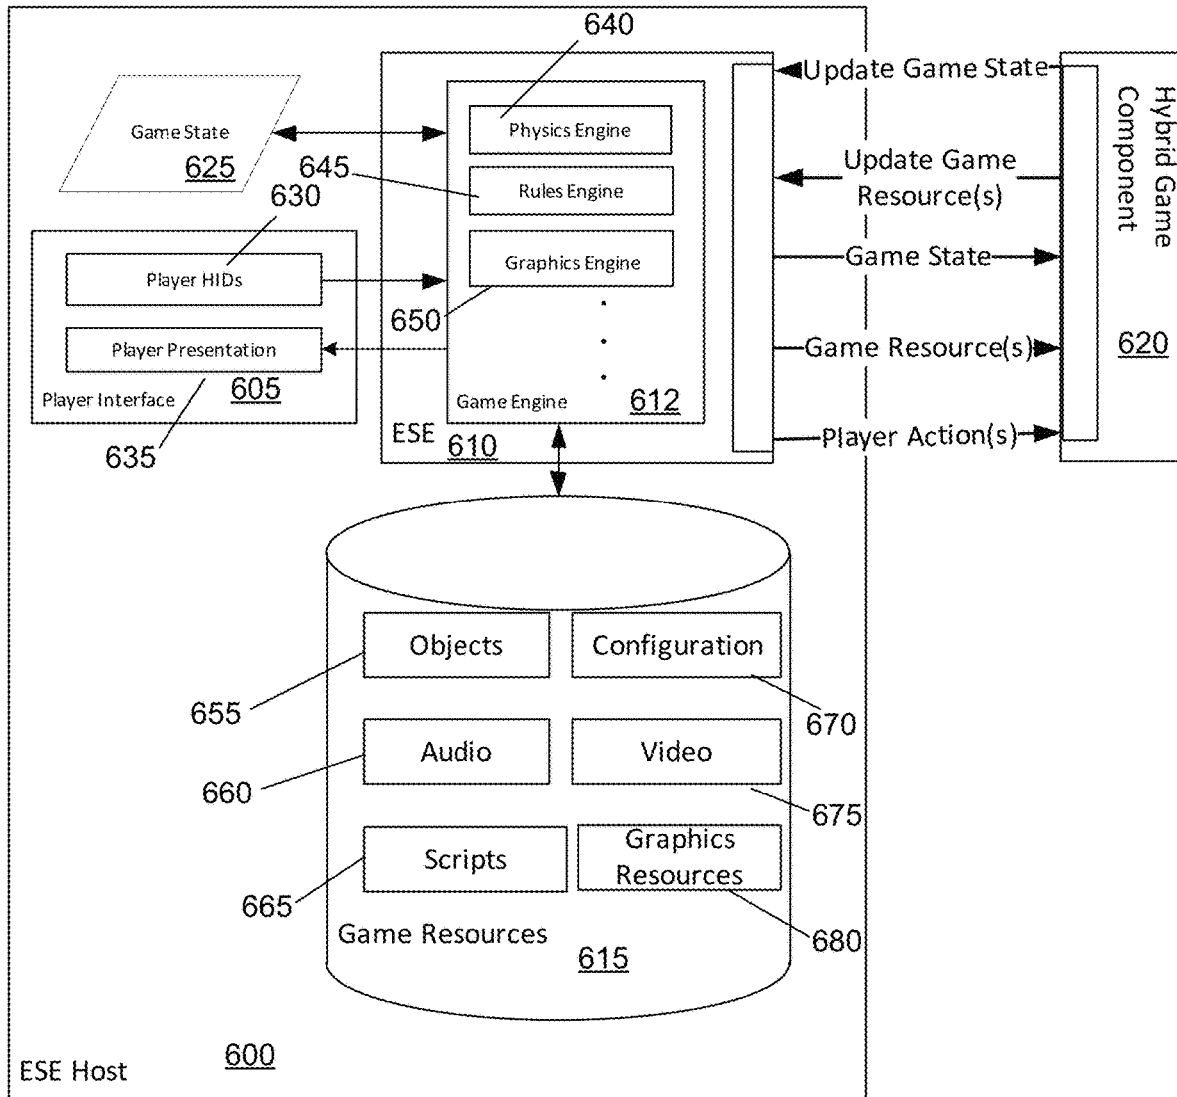 640
Update Game State
Game State
625
Physics Engine
Hybrid Game
Component
645
Rules Engine
Update Game
Resource(s)
630
Player HIDs
Graphics Engine
Game State
650
Player Presentation
605
Player Interface
Game Engine
612
Game Resource(s)
620
635
ESE
610
Player Action(s)
Objects
Configuration
655
670
Audio
Video
660
675
Scripts
Graphics
Resources
665
680
Game Resources
615
600
ESE Host